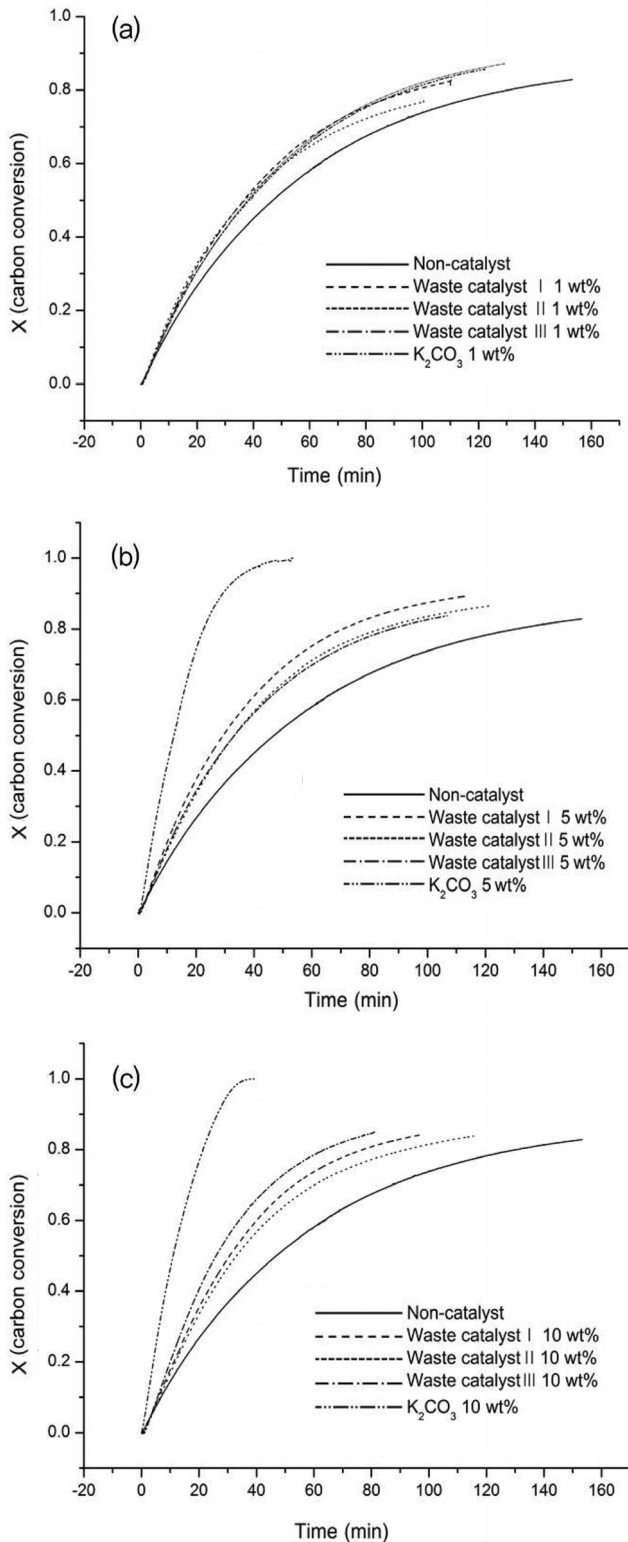 (a)
1.0
0.8
0.6
0.4
0.2
0.0
X (carbon conversion)
Non-catalyst
Waste catalyst Ⅰ 1 wt%
Waste catalyst Ⅱ 1 wt%
Waste catalyst Ⅲ 1 wt%
K₂CO₃ 1 wt%
-20 0 20 40 60 80 100 120 140 160
Time (min)
(b)
1.0
0.8
0.6
0.4
0.2
0.0
X (carbon conversion)
Non-catalyst
Waste catalyst Ⅰ 5 wt%
Waste catalyst Ⅱ 5 wt%
Waste catalyst Ⅲ 5 wt%
K₂CO₃ 5 wt%
-20 0 20 40 60 80 100 120 140 160 180
Time (min)
(c)
1.0
0.8
0.6
0.4
0.2
0.0
X (carbon conversion)
Non-catalyst
Waste catalyst Ⅰ 10 wt%
Waste catalyst Ⅱ 10 wt%
Waste catalyst Ⅲ 10 wt%
K₂CO₃ 10 wt%
-20 0 20 40 60 80 100 120 140 160
Time (min)